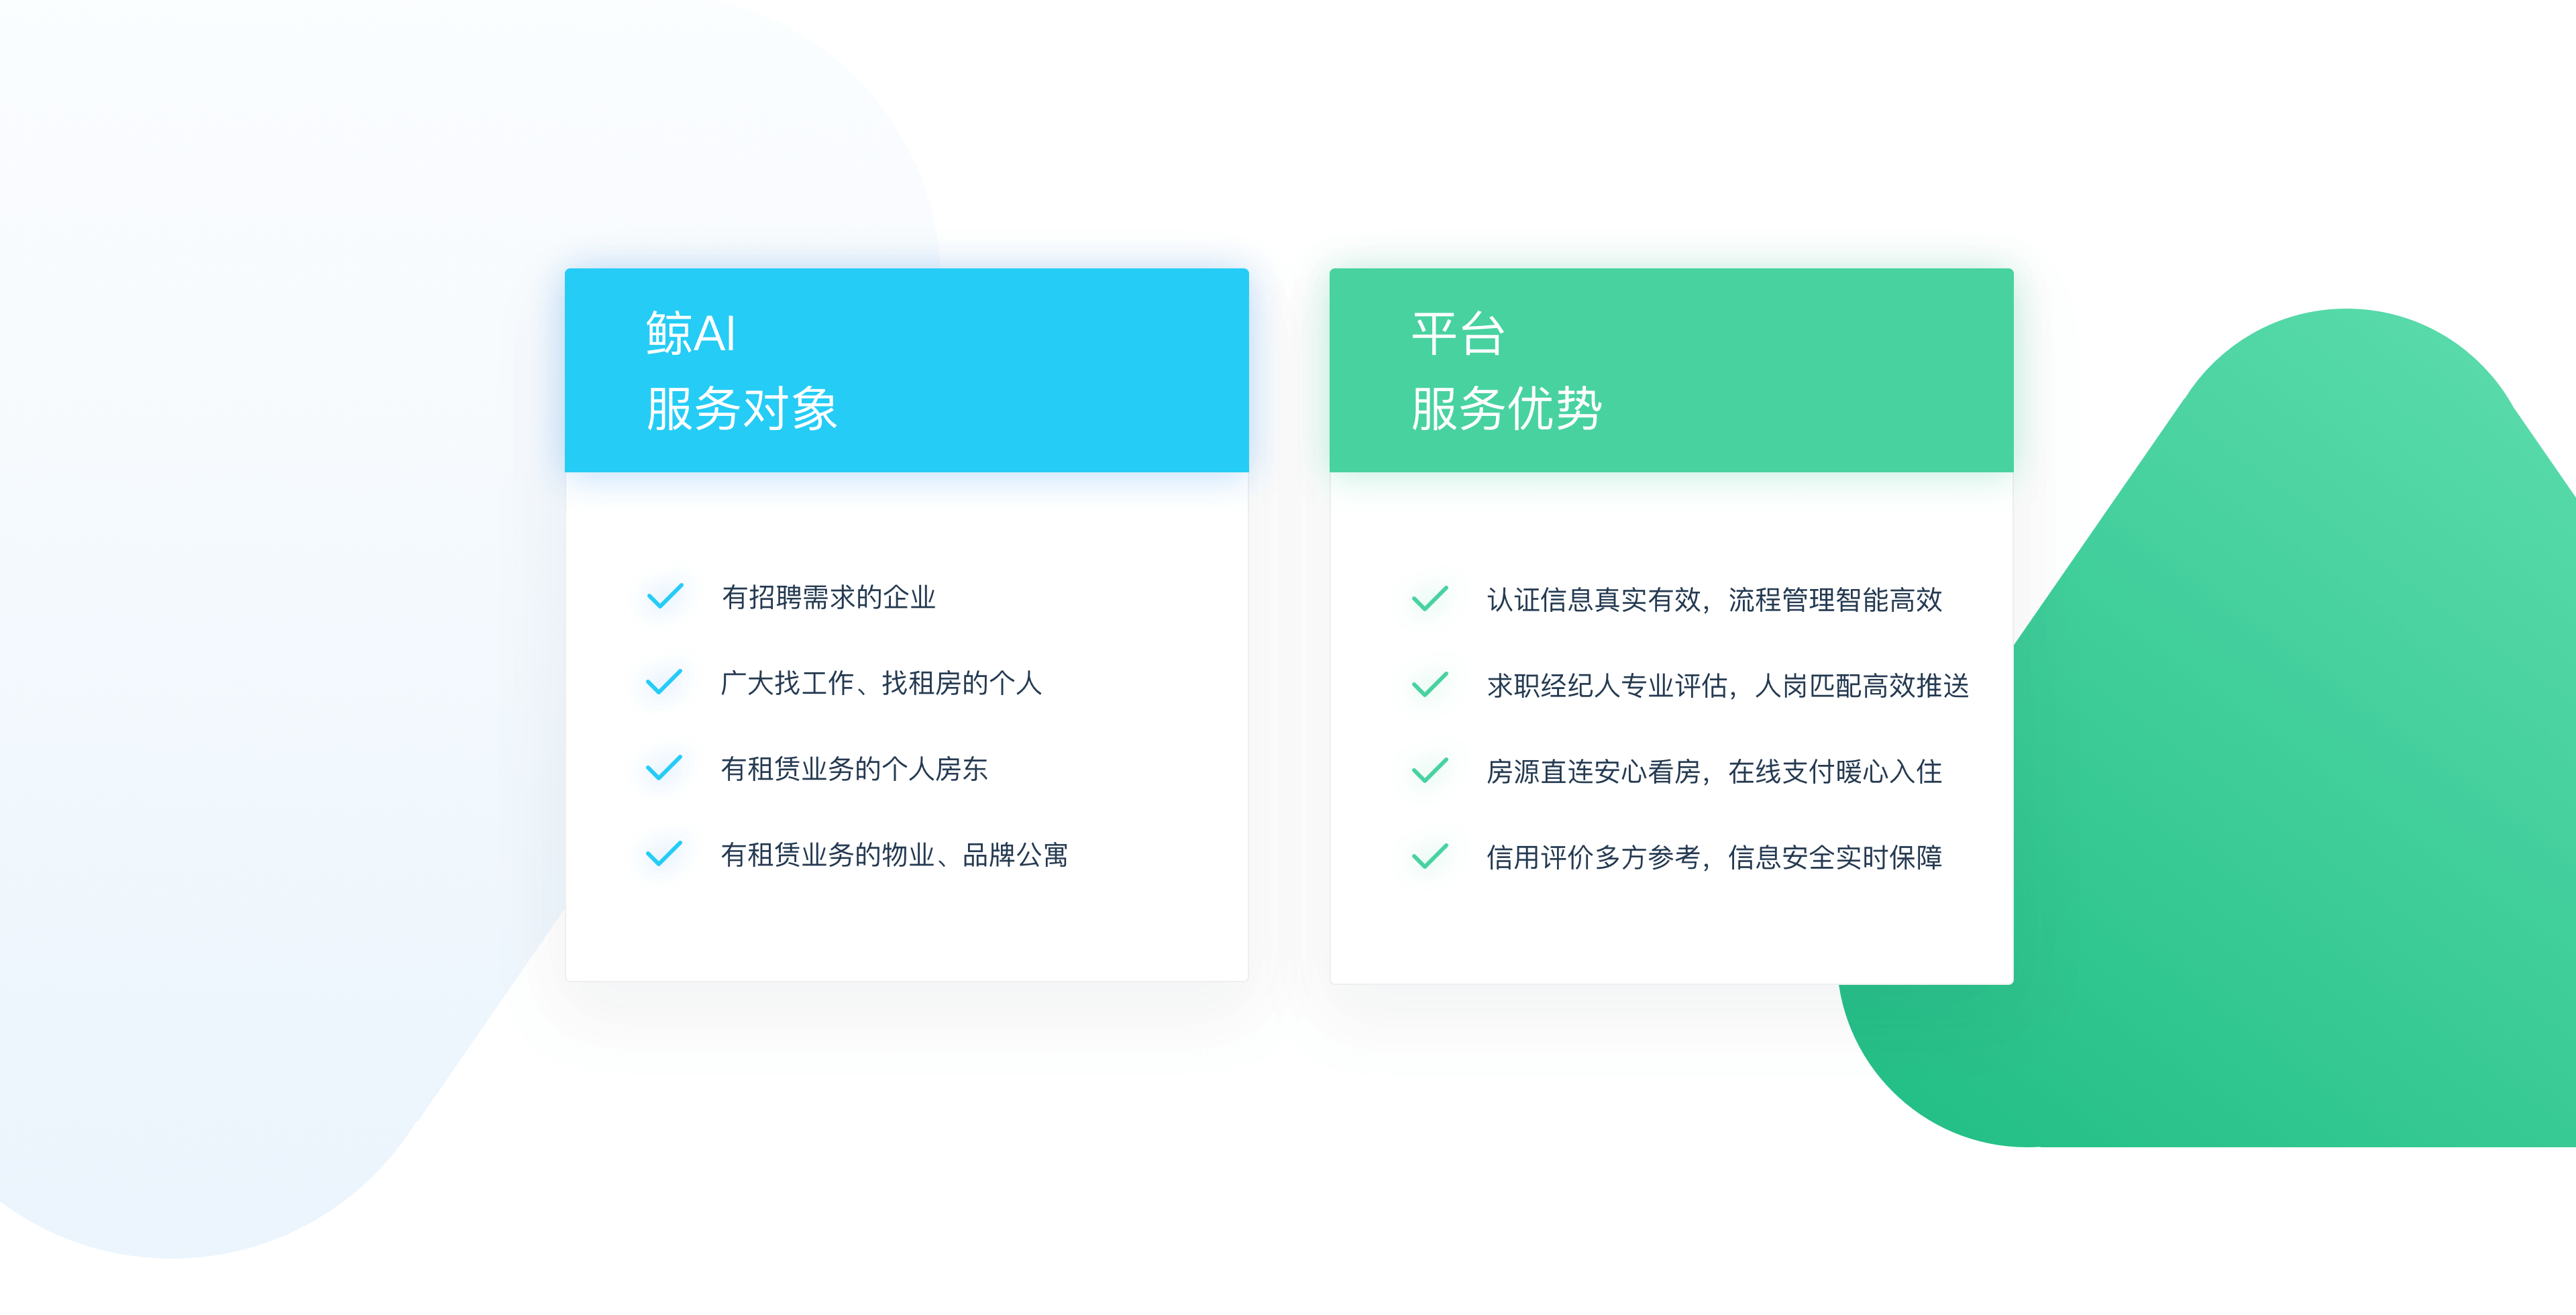 鲸AI
服务对象
有招聘需求的企业
广大找工作、找租房的个人
有租赁业务的个人房东
有租赁业务的物业、品牌公寓
平台
服务优势
认证信息真实有效，流程管理智能高效
求职经纪人专业评估，人岗匹配高效推送
房源直连安心看房，在线支付暖心入住
信用评价多方参考，信息安全实时保障